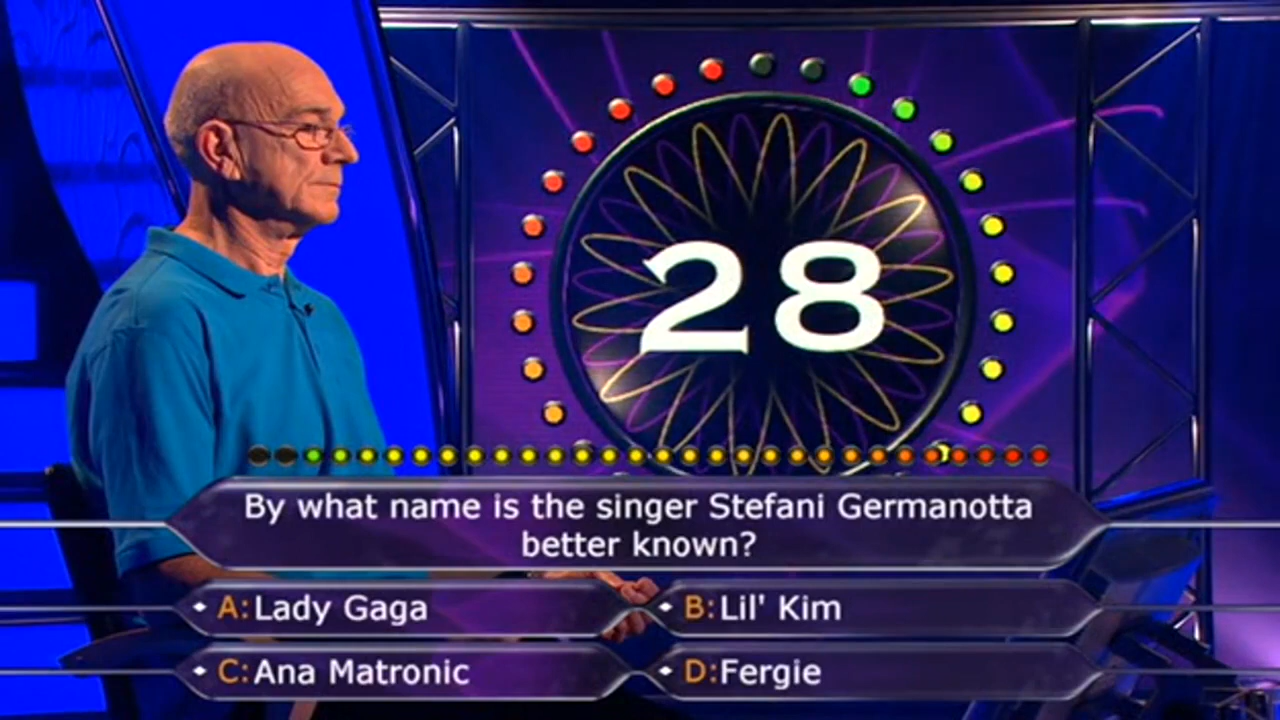 28
By what name is the singer Stefani Germanotta
better known?
A: Lady Gaga
B: Lil' Kim
C: Ana Matronic
D: Fergie